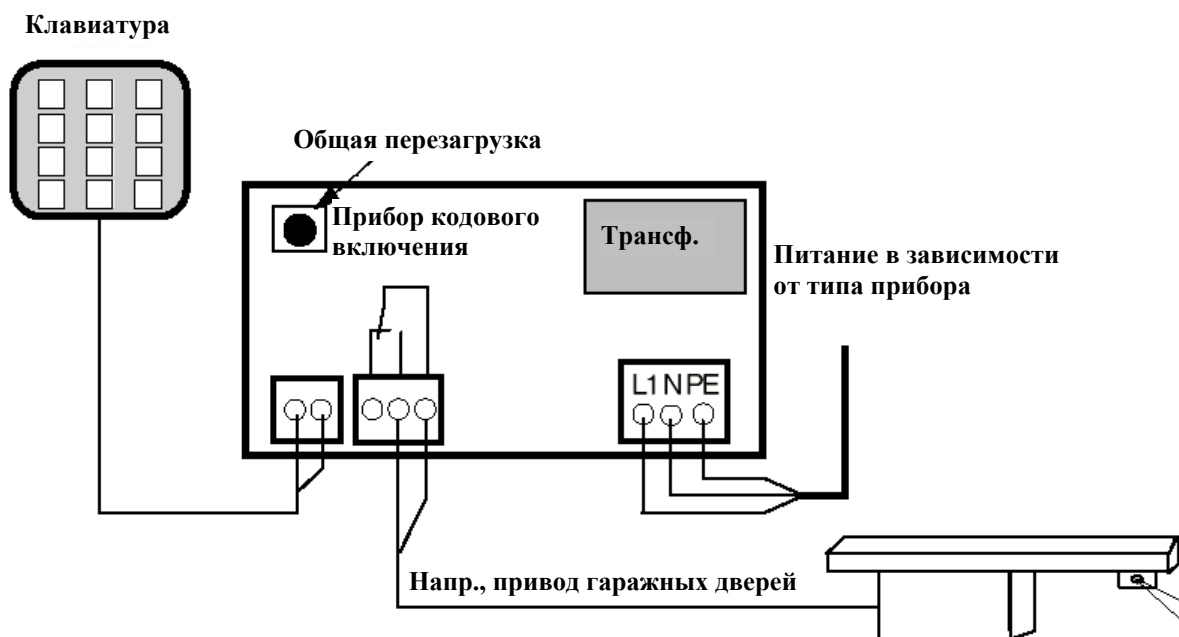 Клавиатура
Общая перезагрузка
Прибор кодового
включения
Трансф.
Питание в зависимости
от типа прибора
L1 N PE
Напр., привод гаражных дверей